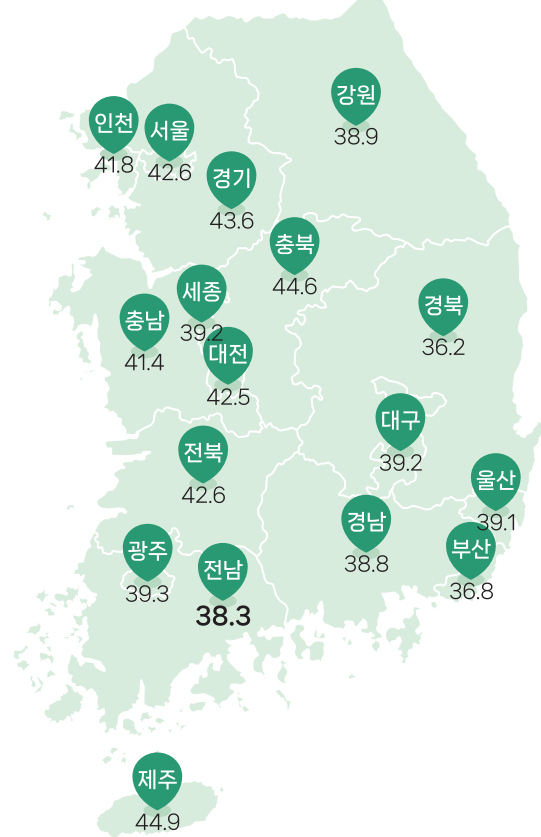 강원
38.9
인천
41.8
서울
42.6
경기
43.6
충북
44.6
세종
39.2
경북
36.2
충남
41.4
대전
42.5
대구
39.2
전북
42.6
울산
39.1
경남
38.8
부산
36.8
광주
39.3
전남
38.3
제주
44.9